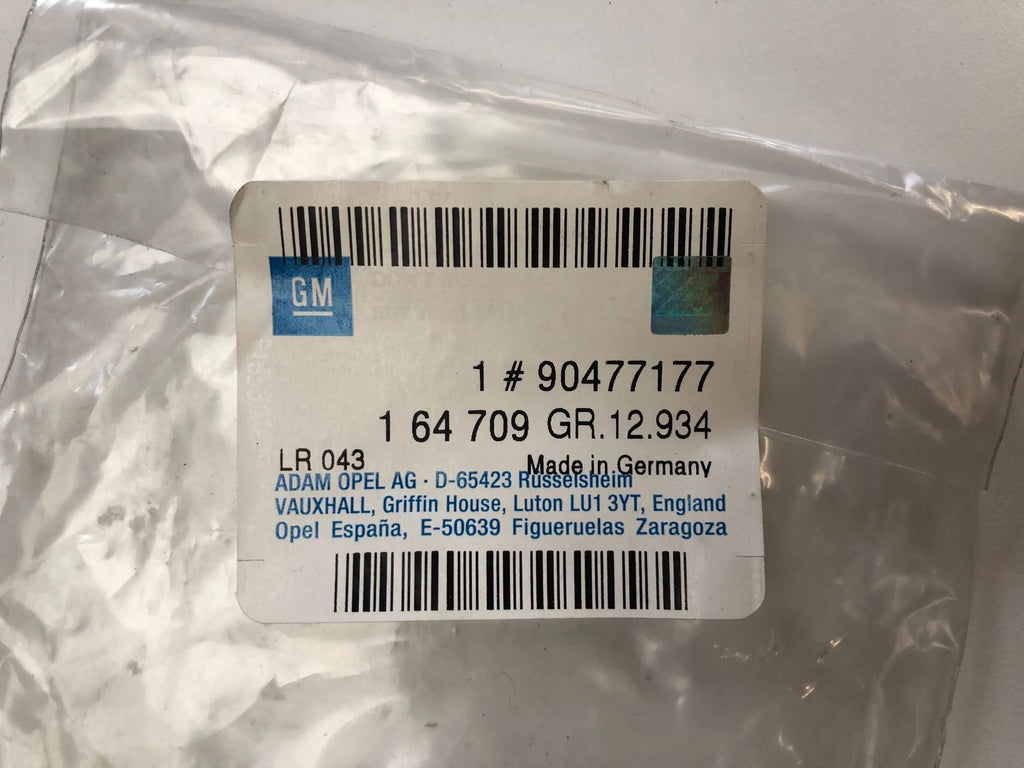 GM
1 # 90477177
1 64 709 GR.12.934
LR 043 Made in Germany
ADAM OPEL AG · D-65423 Rüsselsheim
VAUXHALL, Griffin House, Luton LU1 3YT, England
Opel España, E-50639 Figueruelas Zaragoza